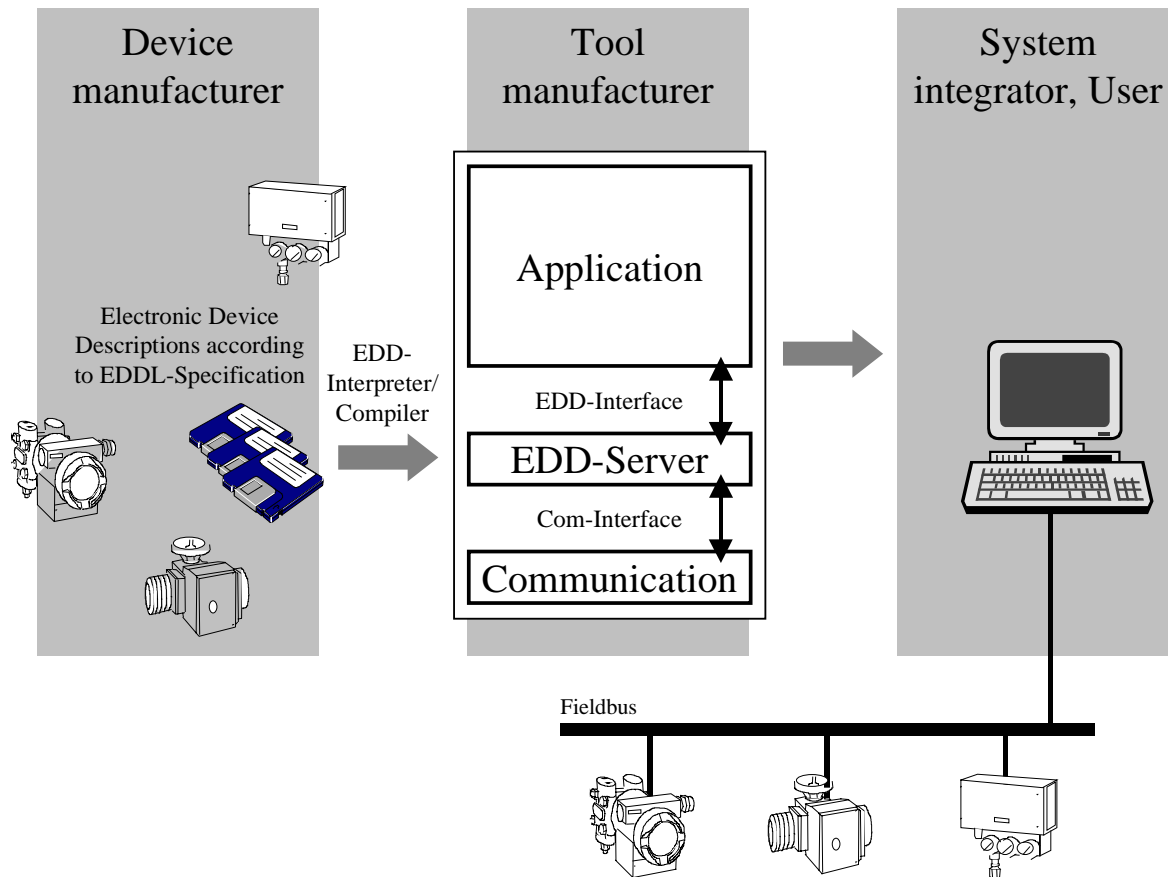 Device
manufacturer
Tool
manufacturer
System
integrator, User
Application
Electronic Device
Descriptions according
to EDDL-Specification
EDD-
Interpreter/
Compiler
EDD-Interface
EDD-Server
Com-Interface
Communication
Fieldbus